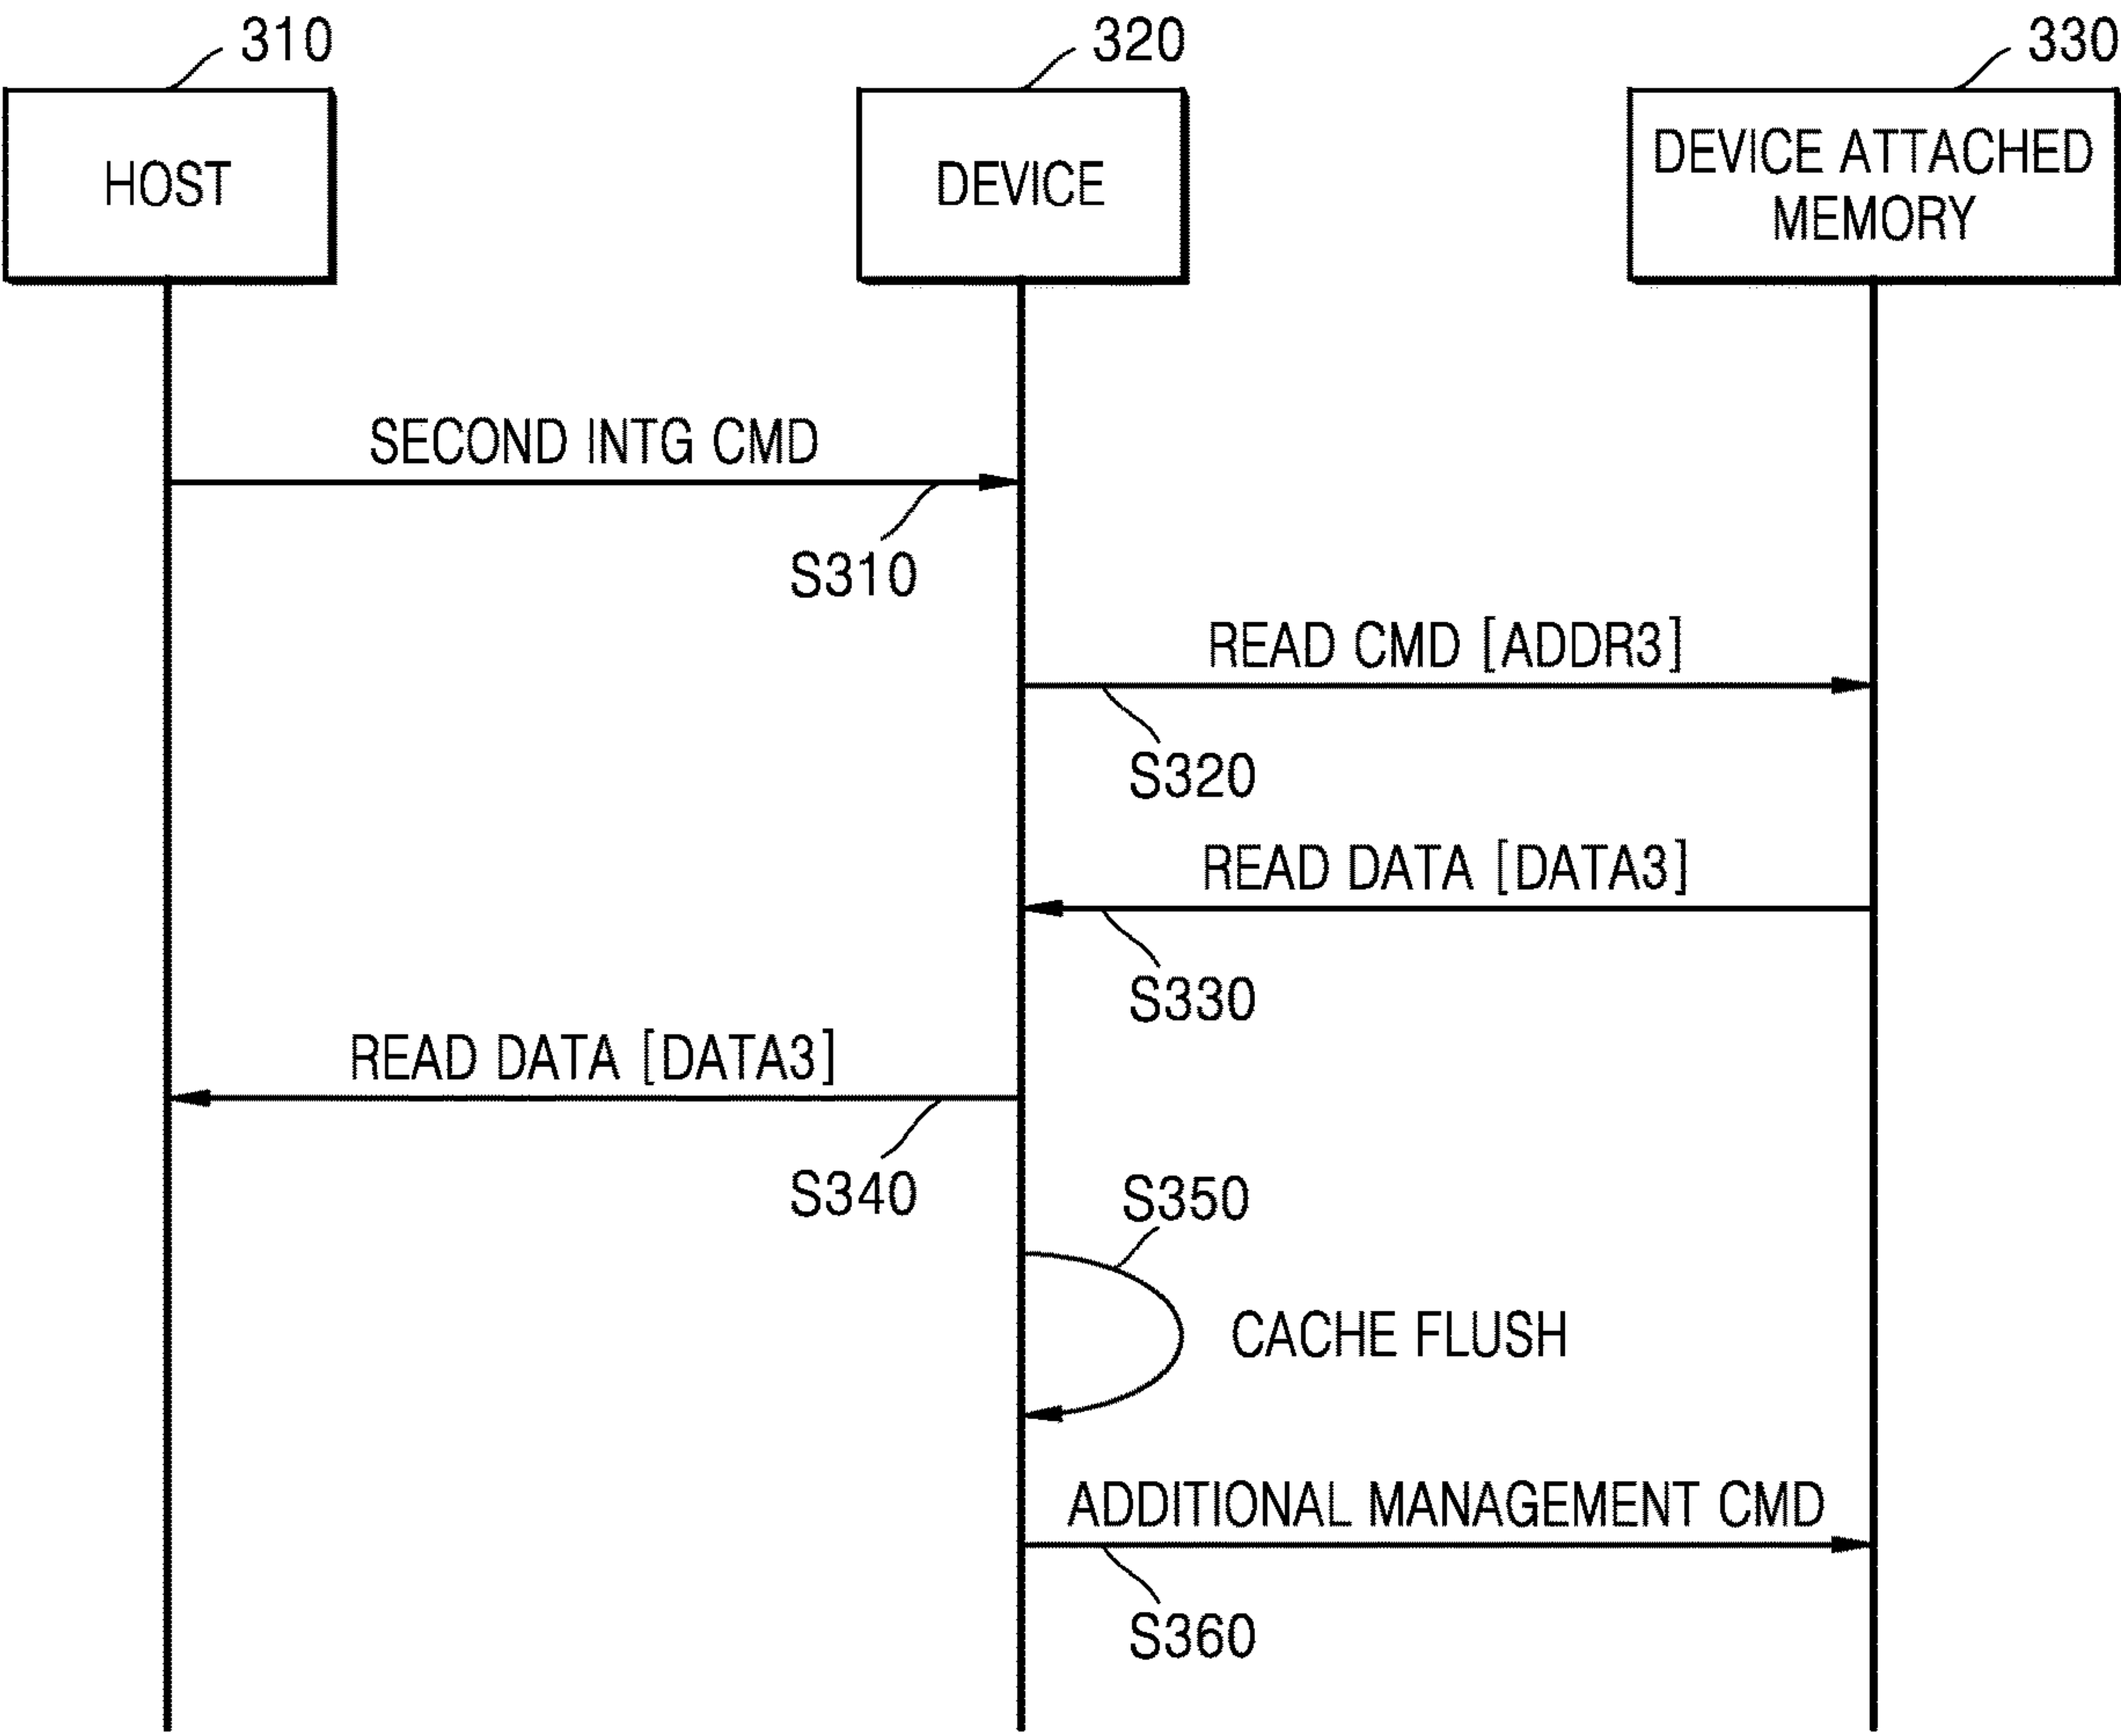 310
320
330
HOST
DEVICE
DEVICE ATTACHED
MEMORY
SECOND INTG CMD
S310
READ CMD [ADDR3]
S320
READ DATA [DATA3]
S330
READ DATA [DATA3]
S340
S350
CACHE FLUSH
ADDITIONAL MANAGEMENT CMD
S360